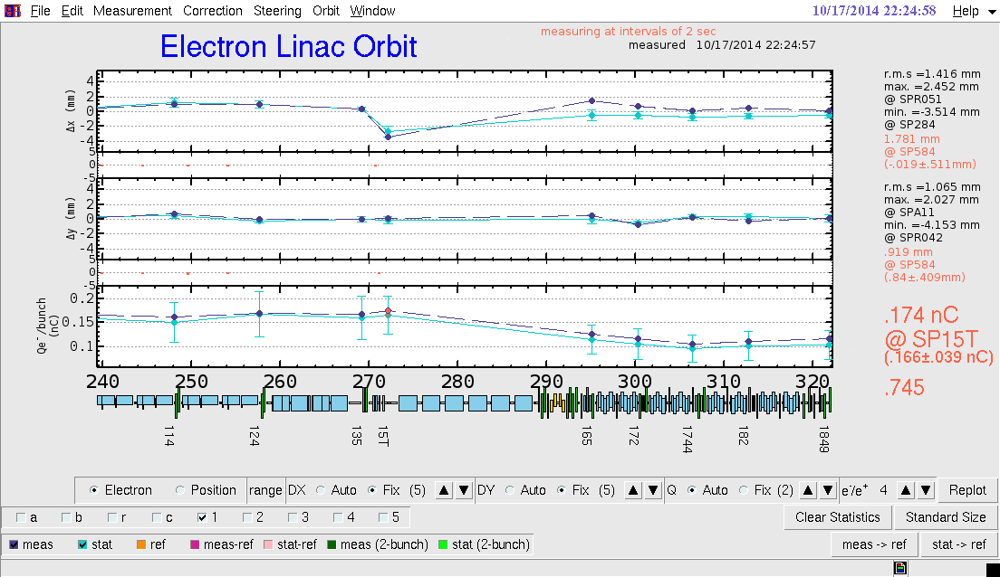 File Edit Measurement Correction Steering Orbit Window 10/17/2014 22:24:58 Help
Electron Linac Orbit
measuring at intervals of 2 sec
measured 10/17/2014 22:24:57
Δx (mm)
4
2
0
-2
-4
5
0
-5
Δy (mm)
4
2
0
-2
-4
5
0
-5
Qe⁻/bunch
(nC)
0.2
0.15
0.1
240 250 260 270 280 290 300 310 320
114 124 135 15T 165 172 1744 182 1849
r.m.s =1.416 mm
max. =2.452 mm
@ SPR051
min. =-3.514 mm
@ SP284
1.781 mm
@ SP584
(-.019±.511mm)
r.m.s =1.065 mm
max. =2.027 mm
@ SPA11
min. =-4.153 mm
@ SPR042
.919 mm
@ SP584
(.84±.409mm)
.174 nC
@ SP15T
(.166±.039 nC)
.745
Electron Position range DX Auto Fix (5) DY Auto Fix (5) Q Auto Fix (2) e⁻/e⁺ 4 Replot
a b r c 1 2 3 4 5 Clear Statistics Standard Size
meas stat ref meas-ref stat-ref meas (2-bunch) stat (2-bunch) meas -> ref stat -> ref